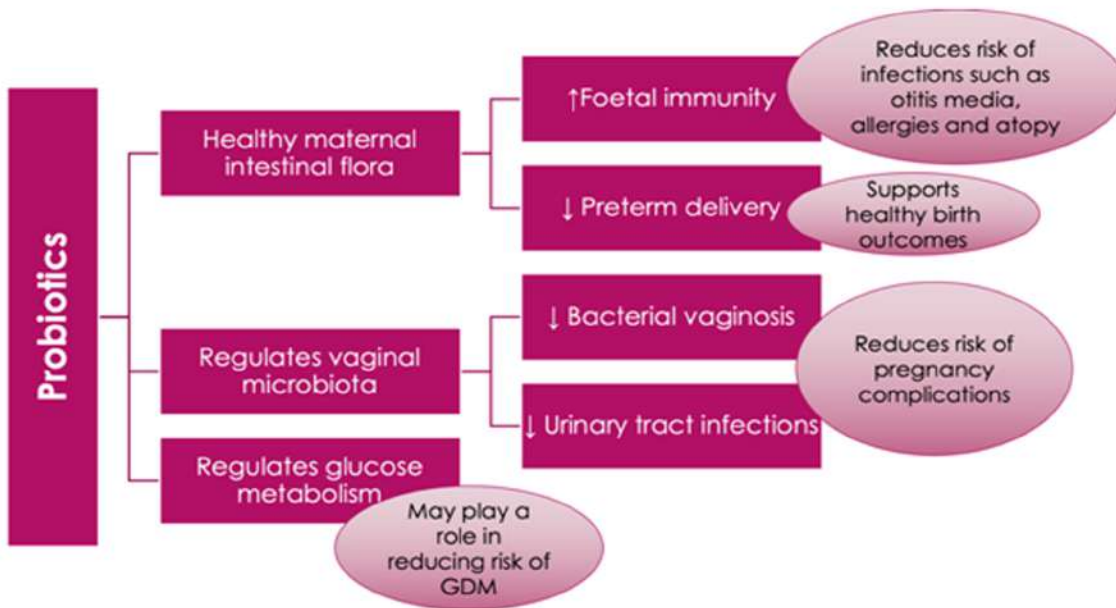 Probiotics
Healthy maternal
intestinal flora
↑Foetal immunity
Reduces risk of
infections such as
otitis media,
allergies and atopy
↓ Preterm delivery
Supports
healthy birth
outcomes
Regulates vaginal
microbiota
↓ Bacterial vaginosis
↓ Urinary tract infections
Reduces risk of
pregnancy
complications
Regulates glucose
metabolism
May play a
role in
reducing risk of
GDM